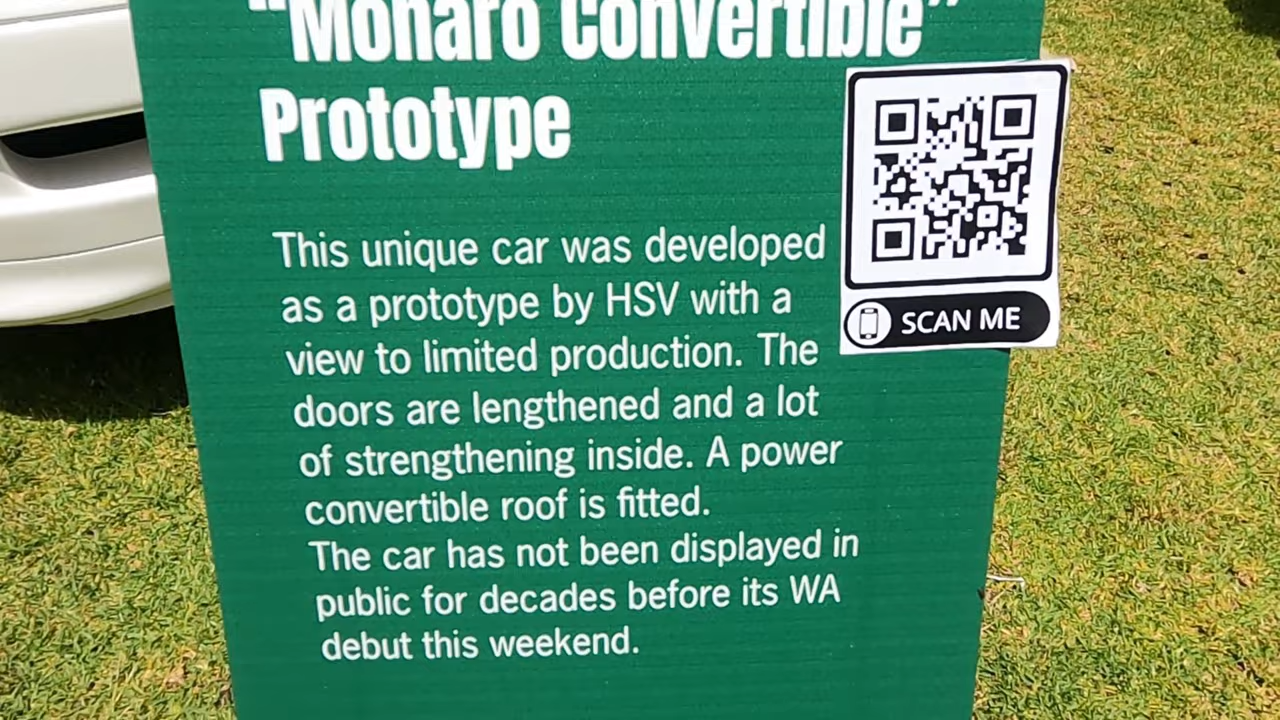 “Monaro Convertible”
Prototype
This unique car was developed
as a prototype by HSV with a
view to limited production. The
doors are lengthened and a lot
of strengthening inside. A power
convertible roof is fitted.
The car has not been displayed in
public for decades before its WA
debut this weekend.
SCAN ME